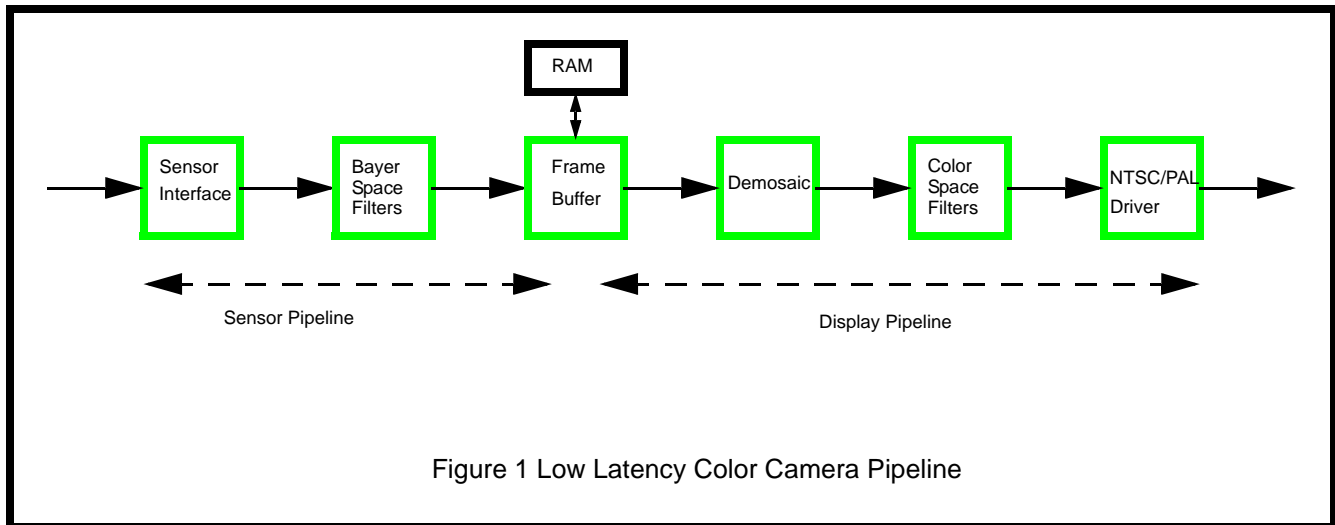 RAM
Sensor
Interface
Bayer
Space
Filters
Frame
Buffer
Demosaic
Color
Space
Filters
NTSC/PAL
Driver
Sensor Pipeline
Display Pipeline
Figure 1 Low Latency Color Camera Pipeline